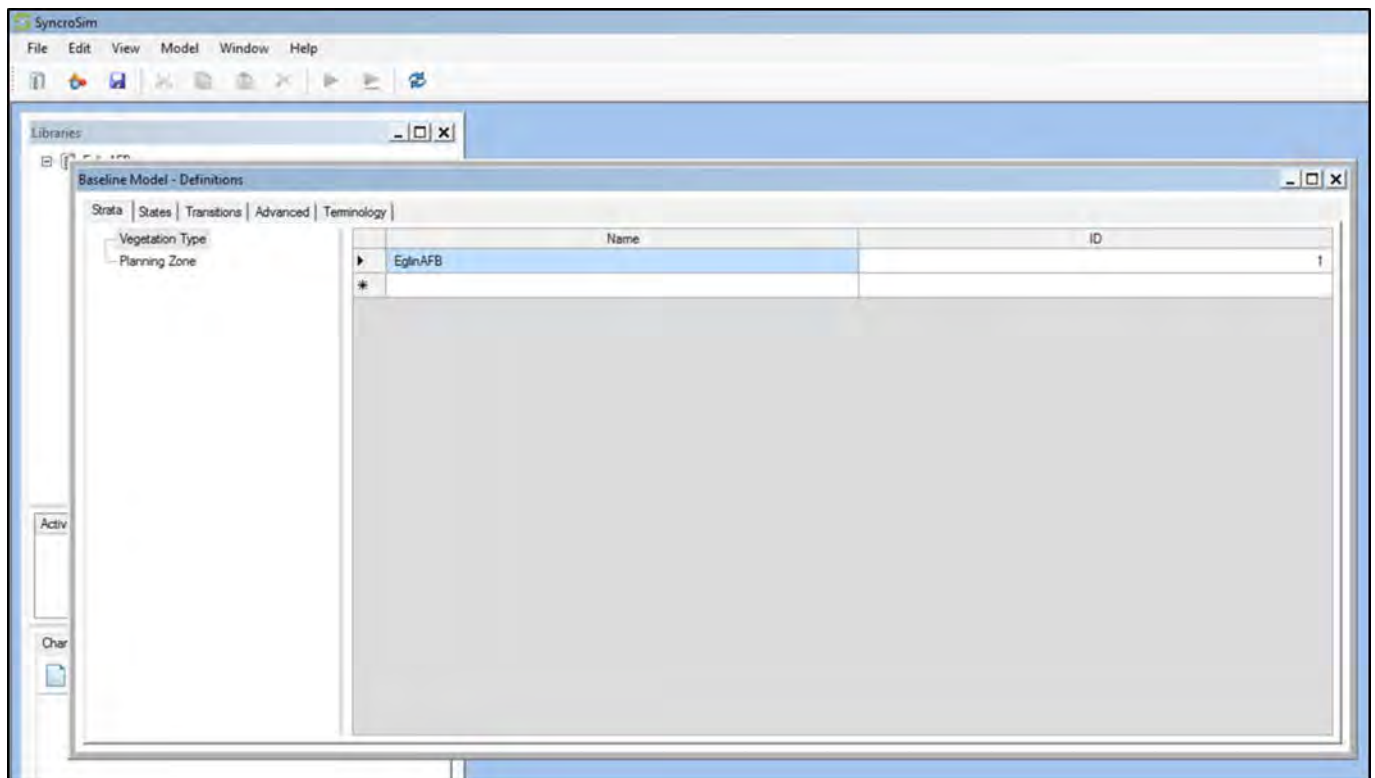 SyncroSim
File Edit View Model Window Help
Libraries
Baseline Model - Definitions
Strata States Transitions Advanced Terminology
Vegetation Type
Planning Zone
Name ID
EglinAFB 1
Activ
Char